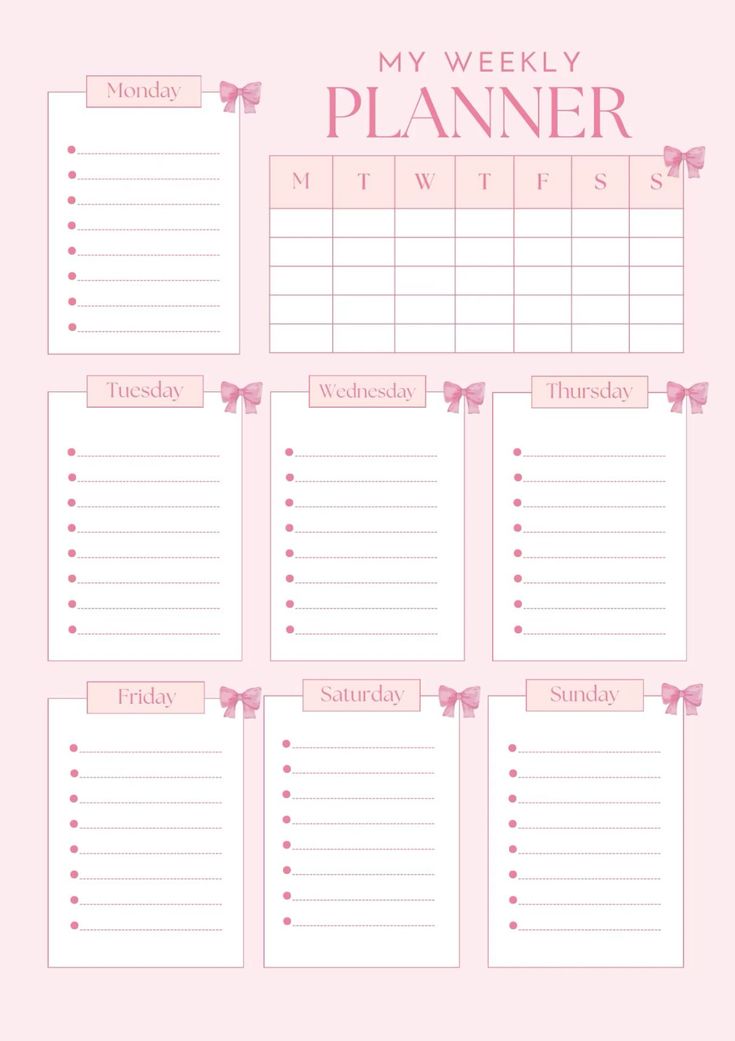 MY WEEKLY
PLANNER
Monday
M T W T F S S
Tuesday
Wednesday
Thursday
Friday
Saturday
Sunday